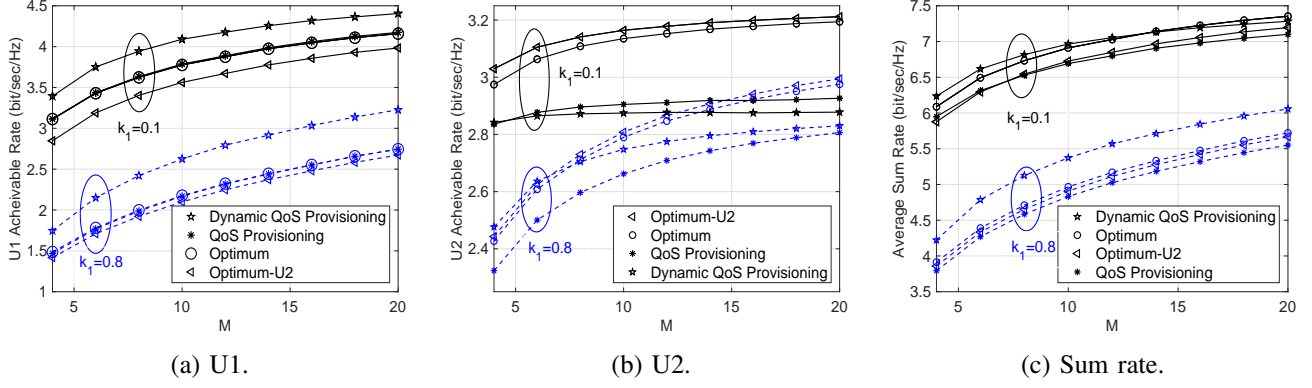 4.5
4
3.5
3
2.5
2
1.5
1
U1 Acheivable Rate (bit/sec/Hz)
k1=0.1
k1=0.8
Dynamic QoS Provisioning
QoS Provisioning
Optimum
Optimum-U2
5
10
15
20
M
(a) U1.
3.2
3
2.8
2.6
2.4
U2 Acheivable Rate (bit/sec/Hz)
k1=0.1
k1=0.8
Optimum-U2
Optimum
QoS Provisioning
Dynamic QoS Provisioning
5
10
15
20
M
(b) U2.
7.5
7
6.5
6
5.5
5
4.5
4
3.5
Average Sum Rate (bit/sec/Hz)
k1=0.1
k1=0.8
Dynamic QoS Provisioning
Optimum
Optimum-U2
QoS Provisioning
5
10
15
20
M
(c) Sum rate.